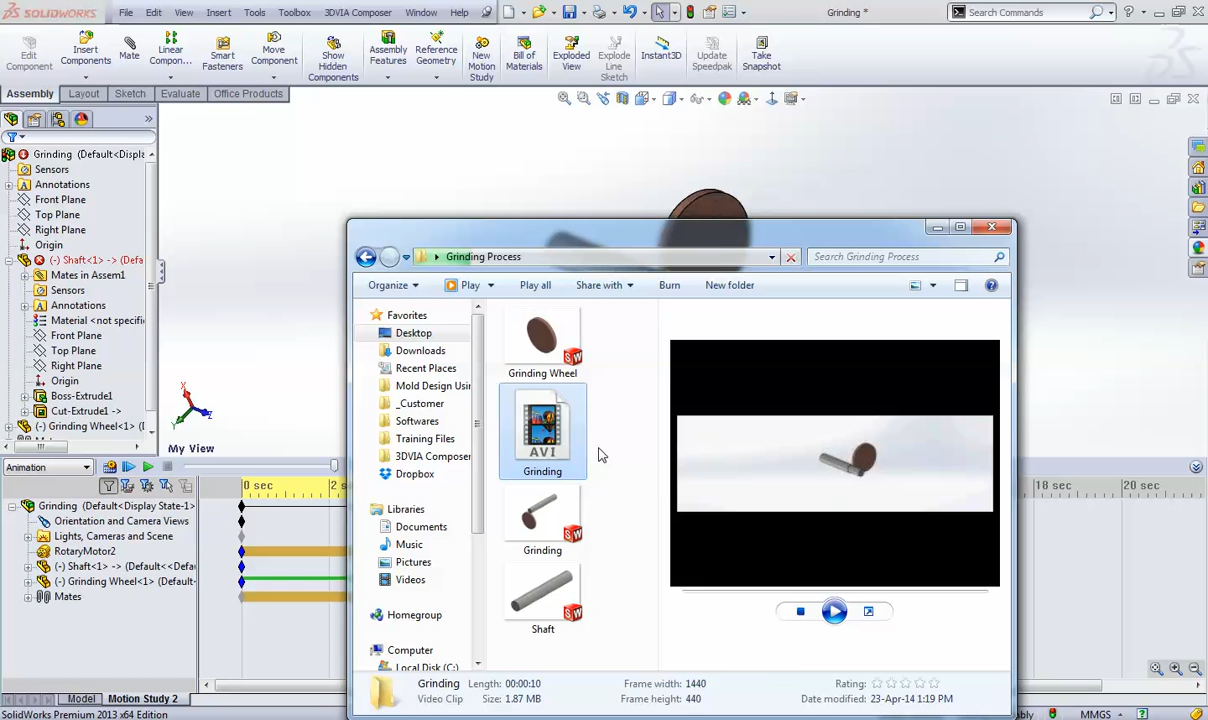 SOLIDWORKS File Edit View Insert Tools Toolbox 3DVIA Composer Window Help Grinding * Search Commands
Edit Component
Insert Components
Mate
Linear Compon...
Smart Fasteners
Move Component
Show Hidden Components
Assembly Features
Reference Geometry
New Motion Study
Bill of Materials
Exploded View
Explode Line Sketch
Instant3D
Update Speedpak
Take Snapshot
Assembly Layout Sketch Evaluate Office Products
Grinding (Default<Displa
Sensors
Annotations
Front Plane
Top Plane
Right Plane
Origin
(-) Shaft<1> -> (Defa
Mates in Assem1
Sensors
Annotations
Material <not specifi
Front Plane
Top Plane
Right Plane
Origin
Boss-Extrude1
Cut-Extrude1 ->
(-) Grinding Wheel<1> (
X
Y
Z
My View
Grinding Process
Search Grinding Process
Organize Play Play all Share with Burn New folder
Favorites
Desktop
Downloads
Recent Places
Mold Design Usin
_Customer
Softwares
Training Files
3DVIA Composer
Dropbox
Libraries
Documents
Music
Pictures
Videos
Homegroup
Computer
Local Disk (C:)
Grinding Wheel
AVI
Grinding
Grinding
Shaft
Grinding Length: 00:00:10 Frame width: 1440 Rating:
Video Clip Size: 1.87 MB Frame height: 440 Date modified: 23-Apr-14 1:19 PM
Animation
0 sec 2 s 18 sec 20 sec
Grinding (Default<Display State-1>
Orientation and Camera Views
Lights, Cameras and Scene
RotaryMotor2
(-) Shaft<1> -> (Default<<Defa
(-) Grinding Wheel<1> (Default-
Mates
Model Motion Study 2
SolidWorks Premium 2013 x64 Edition MMGS